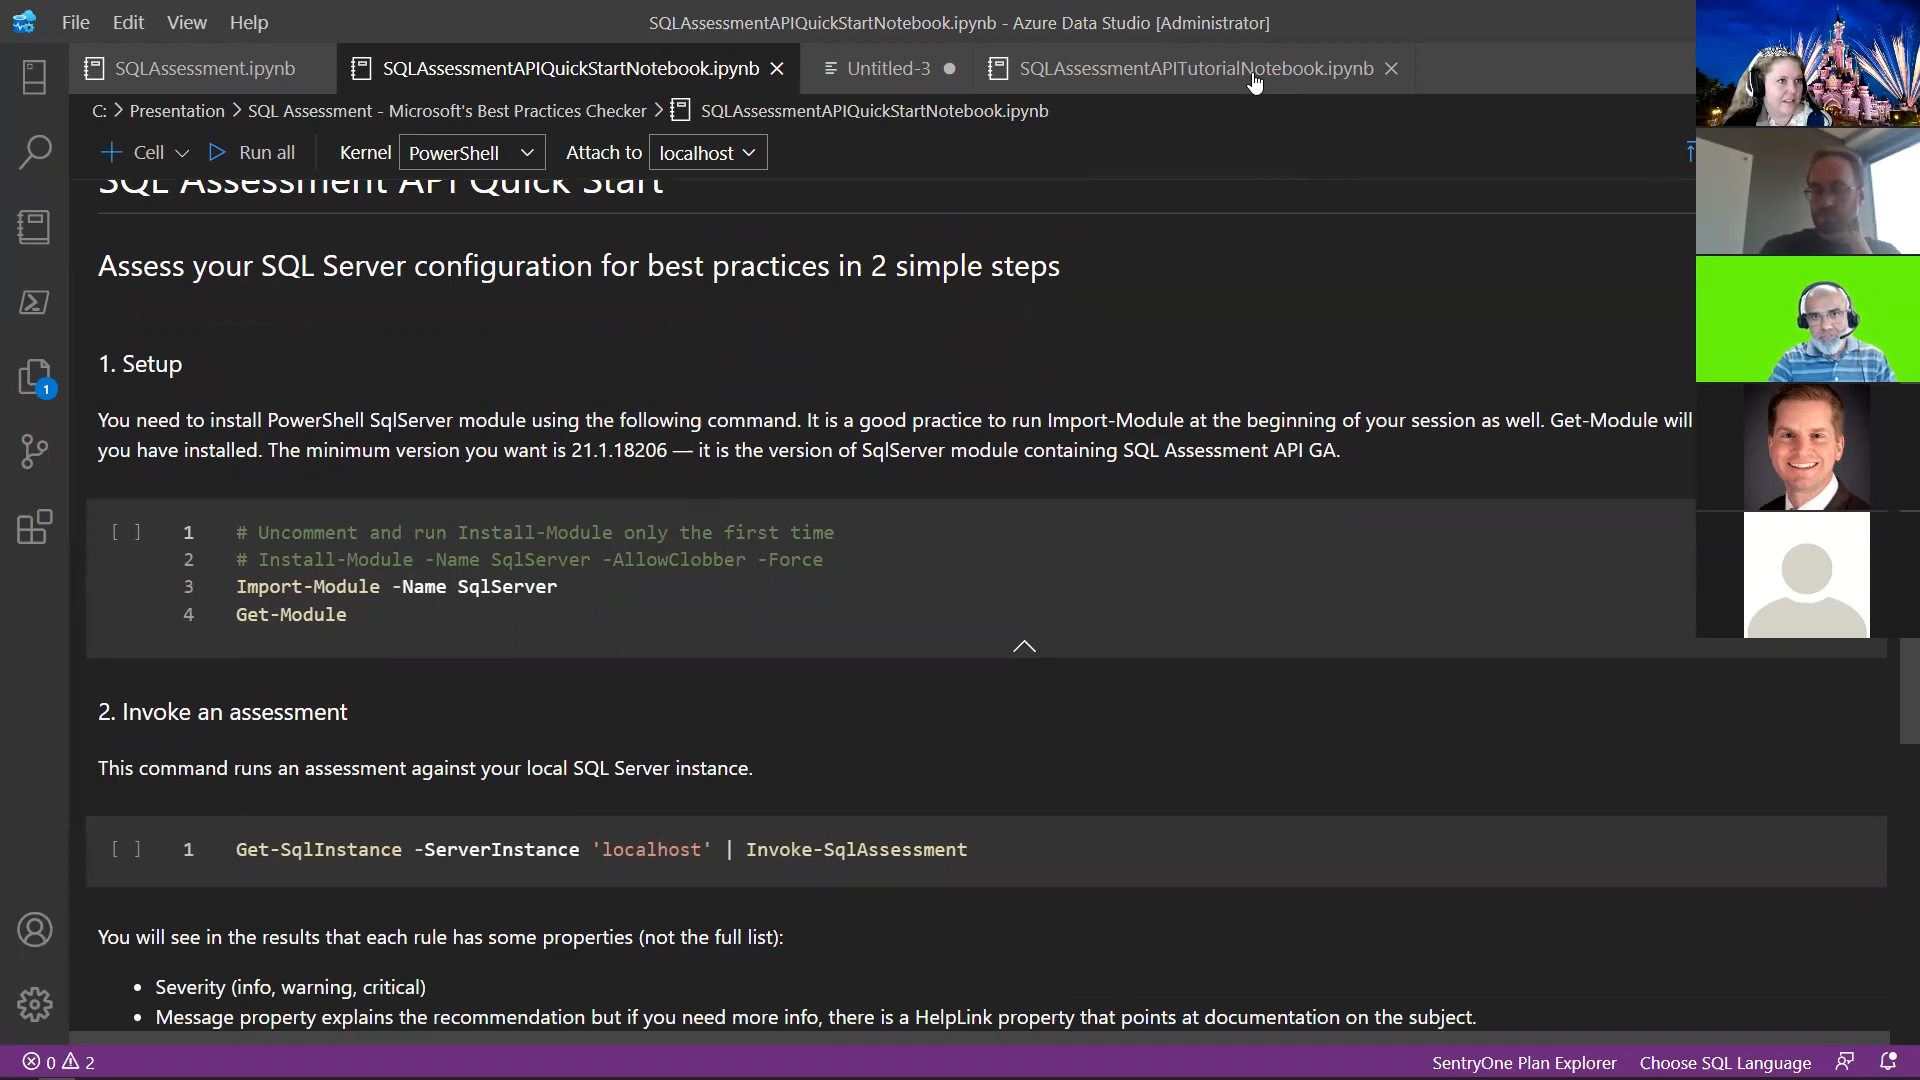 File Edit View Help
SQLAssessmentAPIQuickStartNotebook.ipynb - Azure Data Studio [Administrator]
SQLAssessment.ipynb SQLAssessmentAPIQuickStartNotebook.ipynb Untitled-3 SQLAssessmentAPITutorialNotebook.ipynb
C: > Presentation > SQL Assessment - Microsoft's Best Practices Checker > SQLAssessmentAPIQuickStartNotebook.ipynb
Cell Run all Kernel PowerShell Attach to localhost
SQL Assessment API Quick Start
Assess your SQL Server configuration for best practices in 2 simple steps
1. Setup
You need to install PowerShell SqlServer module using the following command. It is a good practice to run Import-Module at the beginning of your session as well. Get-Module will
you have installed. The minimum version you want is 21.1.18206 — it is the version of SqlServer module containing SQL Assessment API GA.
[ ] 1 # Uncomment and run Install-Module only the first time
2 # Install-Module -Name SqlServer -AllowClobber -Force
3 Import-Module -Name SqlServer
4 Get-Module
2. Invoke an assessment
This command runs an assessment against your local SQL Server instance.
[ ] 1 Get-SqlInstance -ServerInstance 'localhost' | Invoke-SqlAssessment
You will see in the results that each rule has some properties (not the full list):
• Severity (info, warning, critical)
• Message property explains the recommendation but if you need more info, there is a HelpLink property that points at documentation on the subject.
1
0 2 SentryOne Plan Explorer Choose SQL Language